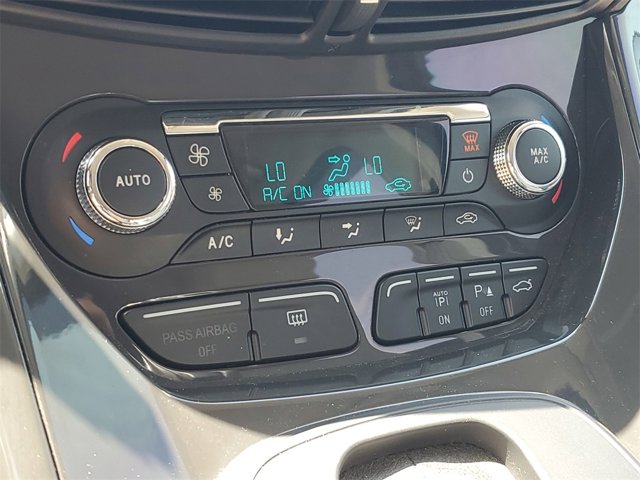 AUTO
LO LO
A/C ON
MAX
MAX
A/C
A/C
PASS AIRBAG
OFF
AUTO
P
ON
P
OFF